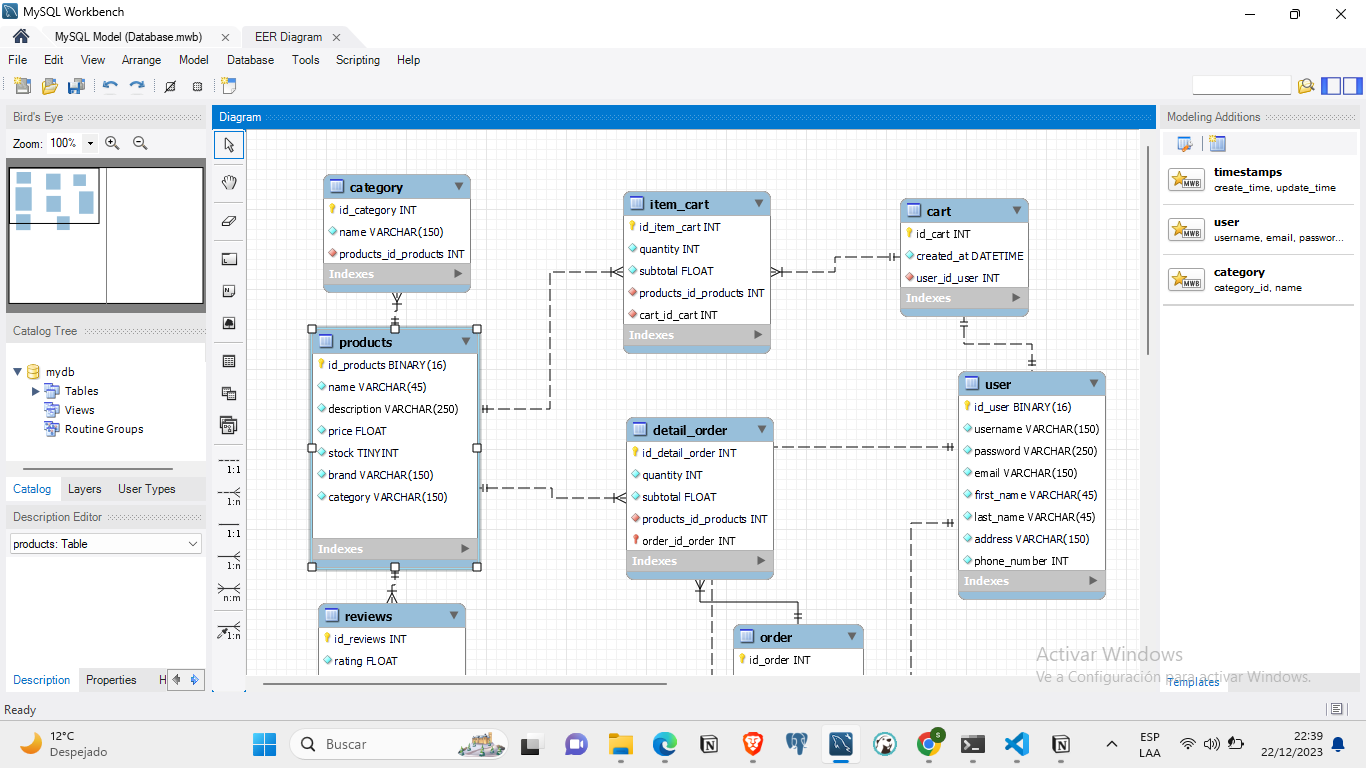 MySQL Workbench
MySQL Model (Database.mwb)
EER Diagram
File Edit View Arrange Model Database Tools Scripting Help
Bird's Eye
Zoom: 100%
Catalog Tree
mydb
Tables
Views
Routine Groups
Catalog Layers User Types
Description Editor
products: Table
Description Properties H
Ready
1:1
1:n
1:1
1:n
n:m
1:n
Diagram
category
id_category INT
name VARCHAR(150)
products_id_products INT
Indexes
products
id_products BINARY(16)
name VARCHAR(45)
description VARCHAR(250)
price FLOAT
stock TINYINT
brand VARCHAR(150)
category VARCHAR(150)
Indexes
reviews
id_reviews INT
rating FLOAT
item_cart
id_item_cart INT
quantity INT
subtotal FLOAT
products_id_products INT
cart_id_cart INT
Indexes
detail_order
id_detail_order INT
quantity INT
subtotal FLOAT
products_id_products INT
order_id_order INT
Indexes
order
id_order INT
cart
id_cart INT
created_at DATETIME
user_id_user INT
Indexes
user
id_user BINARY(16)
username VARCHAR(150)
password VARCHAR(250)
email VARCHAR(150)
first_name VARCHAR(45)
last_name VARCHAR(45)
address VARCHAR(150)
phone_number INT
Indexes
Modeling Additions
MWB
timestamps
create_time, update_time
MWB
user
username, email, passwor...
MWB
category
category_id, name
Templates
Activar Windows
Ve a Configuración para activar Windows.
12°C
Despejado
Buscar
S
ESP
LAA
22:39
22/12/2023